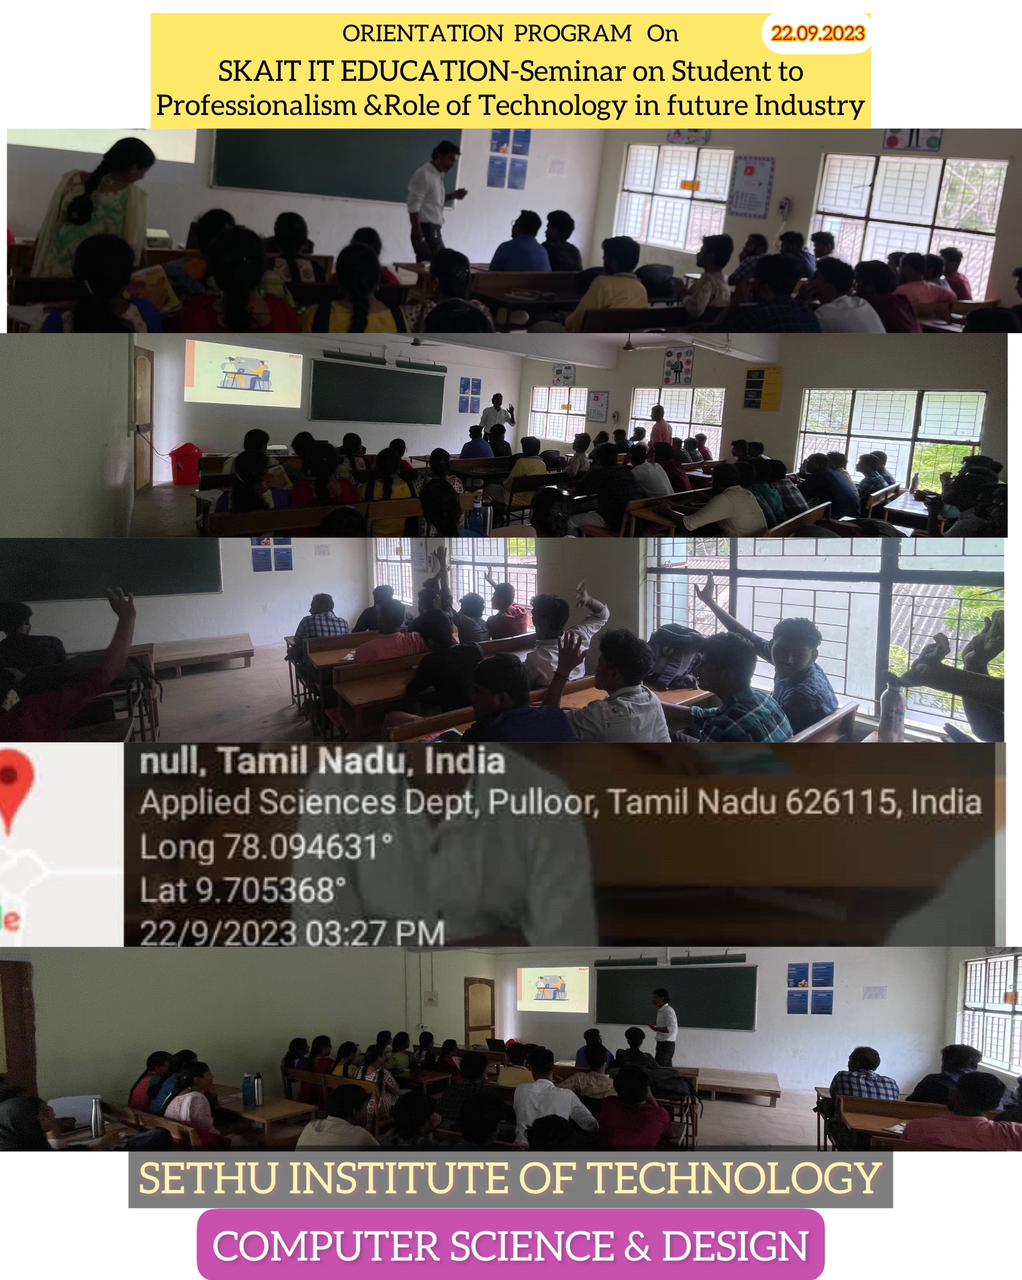 ORIENTATION PROGRAM On
22.09.2023
SKAIT IT EDUCATION-Seminar on Student to
Professionalism &Role of Technology in future Industry
null, Tamil Nadu, India
Applied Sciences Dept, Pulloor, Tamil Nadu 626115, India
Long 78.094631°
Lat 9.705368°
22/9/2023 03:27 PM
SETHU INSTITUTE OF TECHNOLOGY
COMPUTER SCIENCE & DESIGN